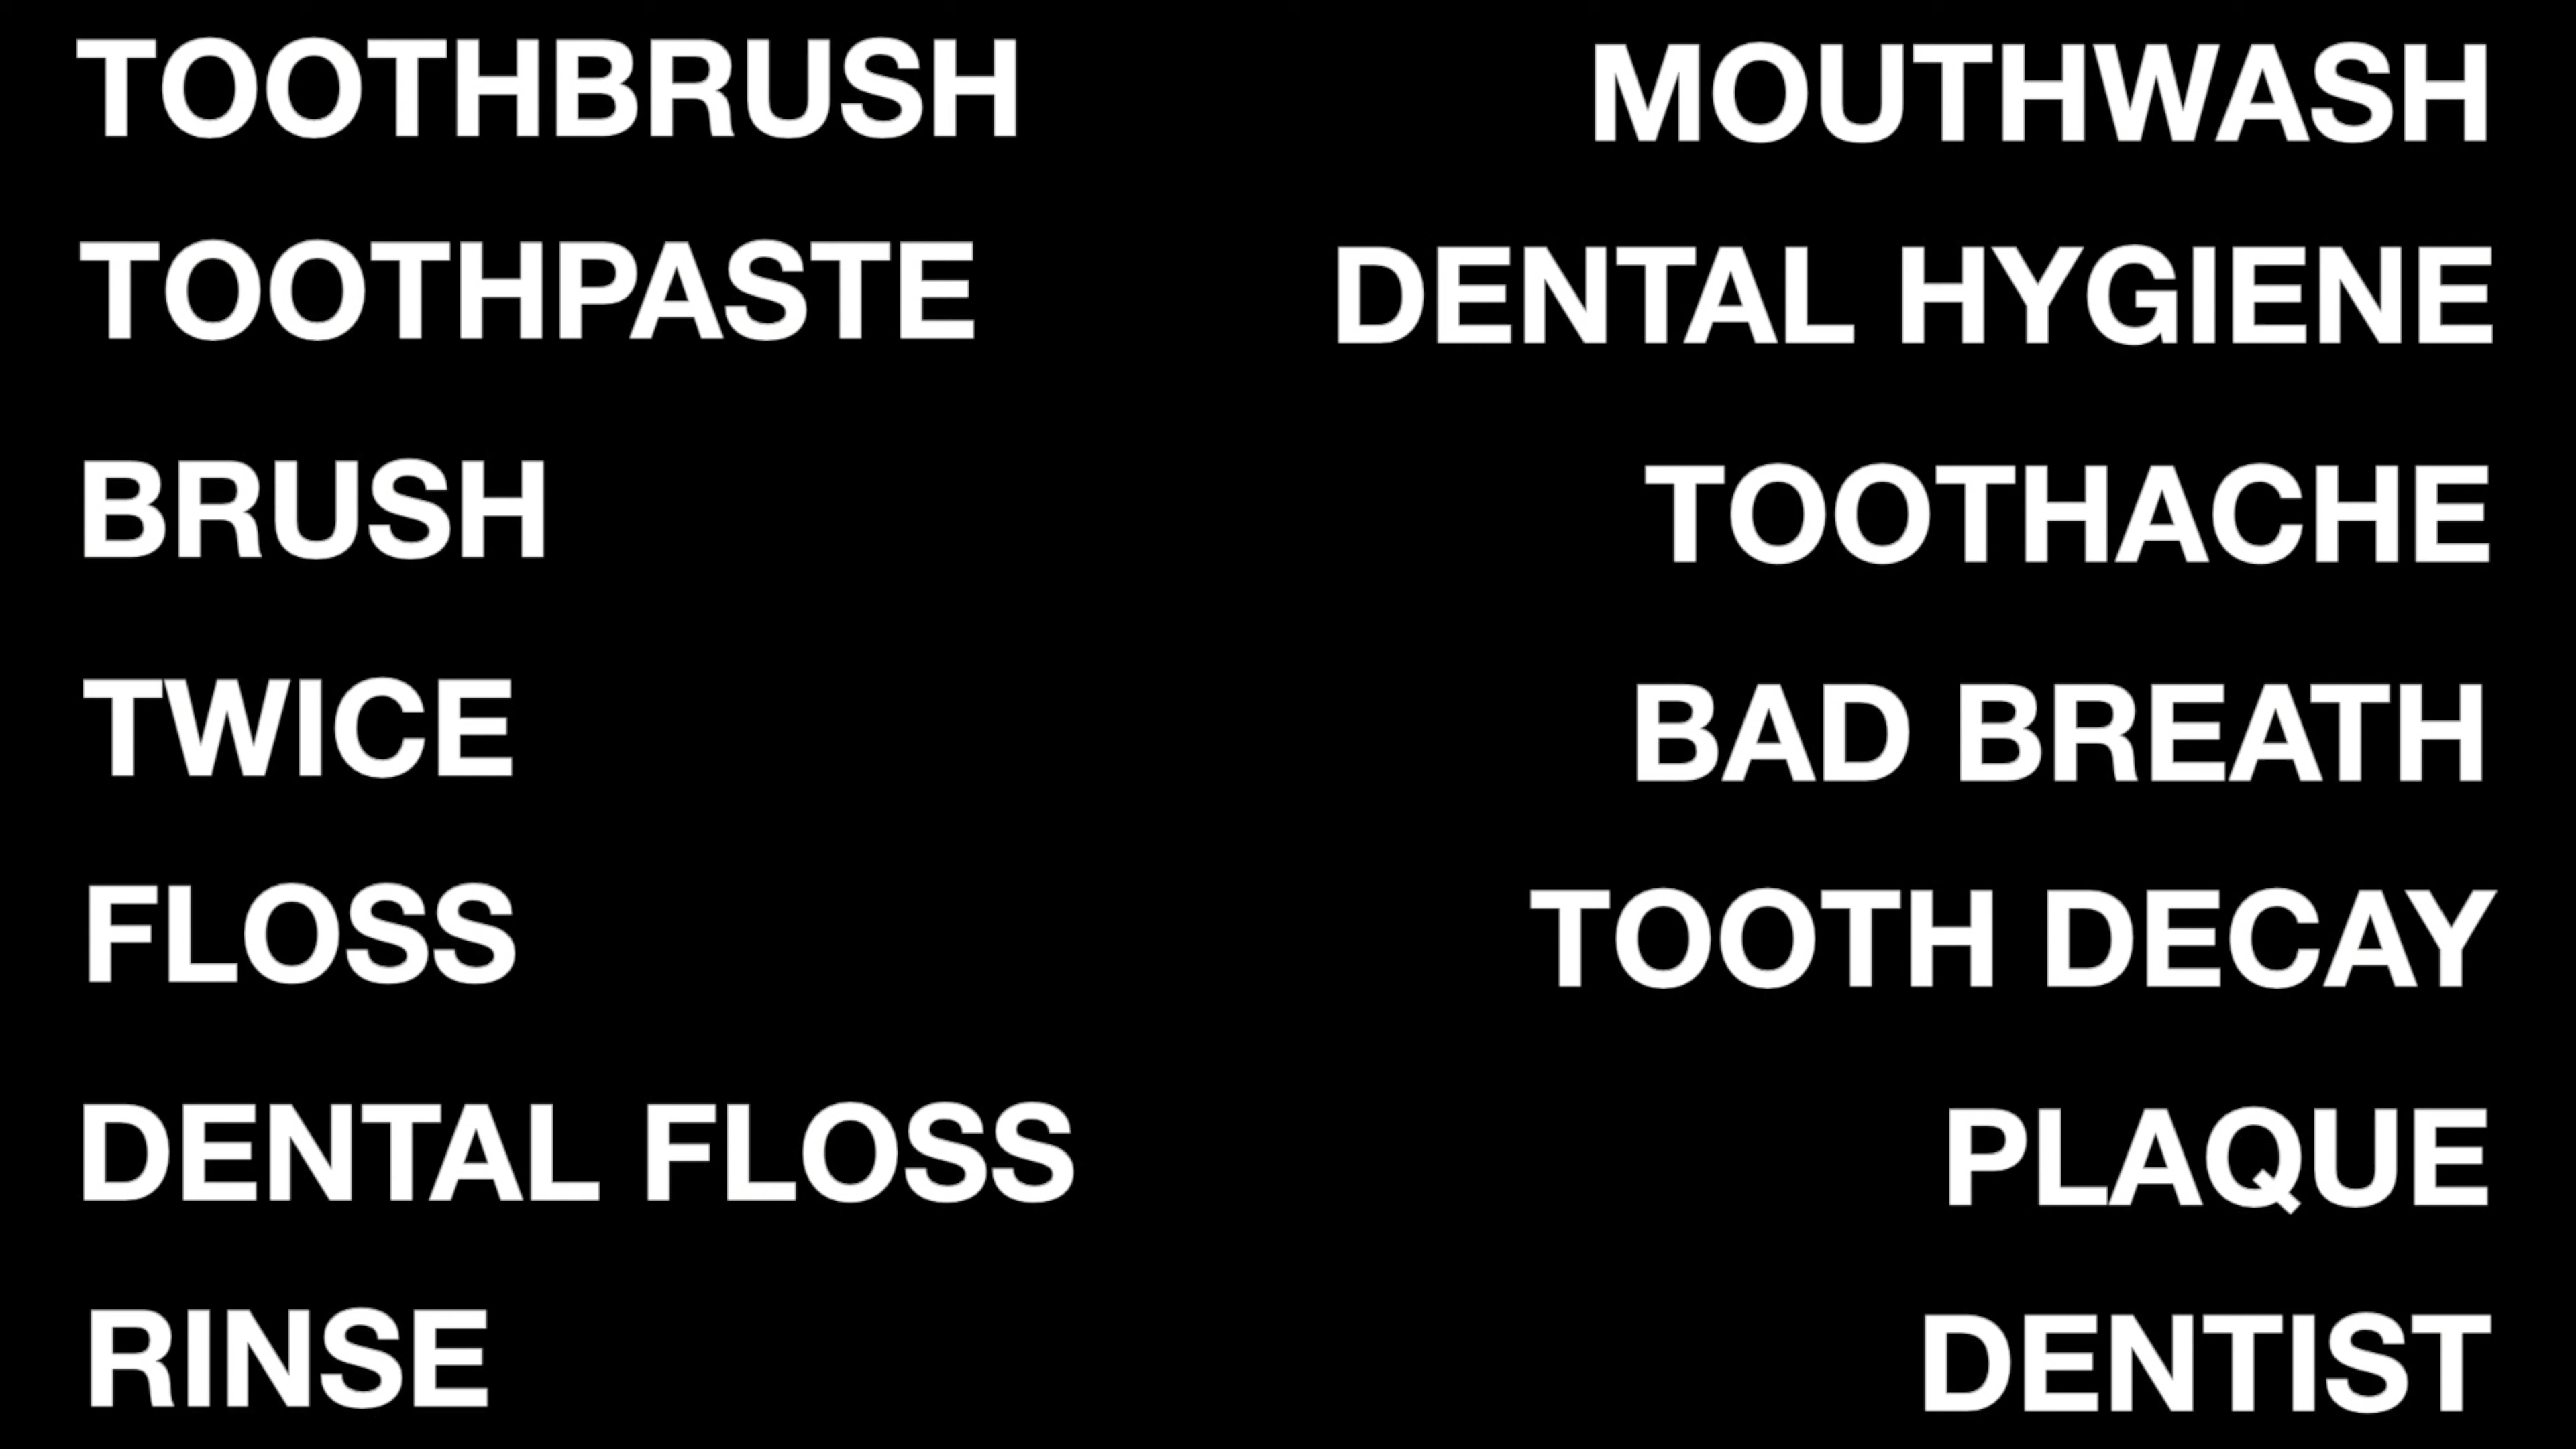 TOOTHBRUSH
TOOTHPASTE
BRUSH
TWICE
FLOSS
DENTAL FLOSS
RINSE
MOUTHWASH
DENTAL HYGIENE
TOOTHACHE
BAD BREATH
TOOTH DECAY
PLAQUE
DENTIST